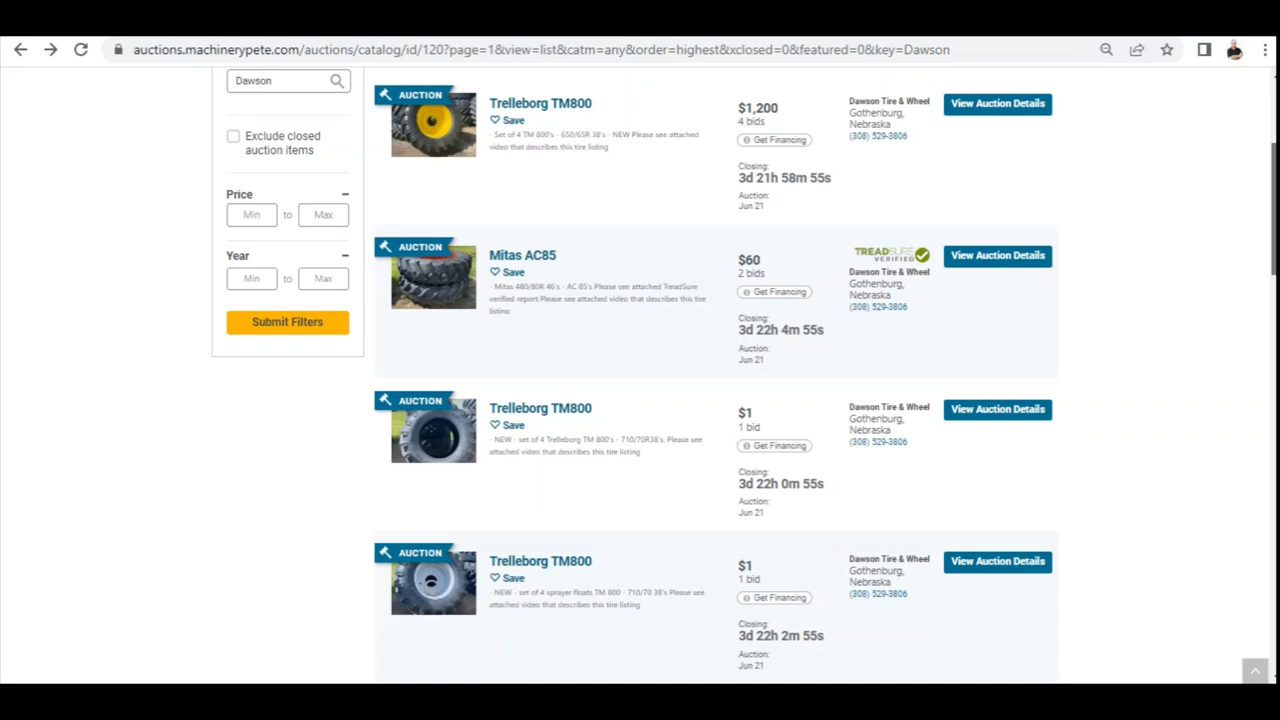 auctions.machinerypete.com/auctions/catalog/id/120?page=1&view=list&catm=any&order=highest&xclosed=0&featured=0&key=Dawson
Dawson
Exclude closed
auction items
Price
Min to Max
Year
Min to Max
Submit Filters
AUCTION
Trelleborg TM800
Save
· Set of 4 TM 800's · 650/65R 38's · NEW Please see attached
video that describes this tire listing
$1,200
4 bids
Get Financing
Closing:
3d 21h 58m 55s
Auction:
Jun 21
Dawson Tire & Wheel
Gothenburg,
Nebraska
(308) 529-3806
View Auction Details
AUCTION
Mitas AC85
Save
· Mitas 480/80R 46's · AC 85's Please see attached TreadSure
verified report Please see attached video that describes this tire
listing
$60
2 bids
Get Financing
Closing:
3d 22h 4m 55s
Auction:
Jun 21
TREADSURE
VERIFIED
Dawson Tire & Wheel
Gothenburg,
Nebraska
(308) 529-3806
View Auction Details
AUCTION
Trelleborg TM800
Save
· NEW · set of 4 Trelleborg TM 800's · 710/70R38's. Please see
attached video that describes this tire listing
$1
1 bid
Get Financing
Closing:
3d 22h 0m 55s
Auction:
Jun 21
Dawson Tire & Wheel
Gothenburg,
Nebraska
(308) 529-3806
View Auction Details
AUCTION
Trelleborg TM800
Save
· NEW · set of 4 sprayer floats TM 800 · 710/70 38's Please see
attached video that describes this tire listing
$1
1 bid
Get Financing
Closing:
3d 22h 2m 55s
Auction:
Jun 21
Dawson Tire & Wheel
Gothenburg,
Nebraska
(308) 529-3806
View Auction Details